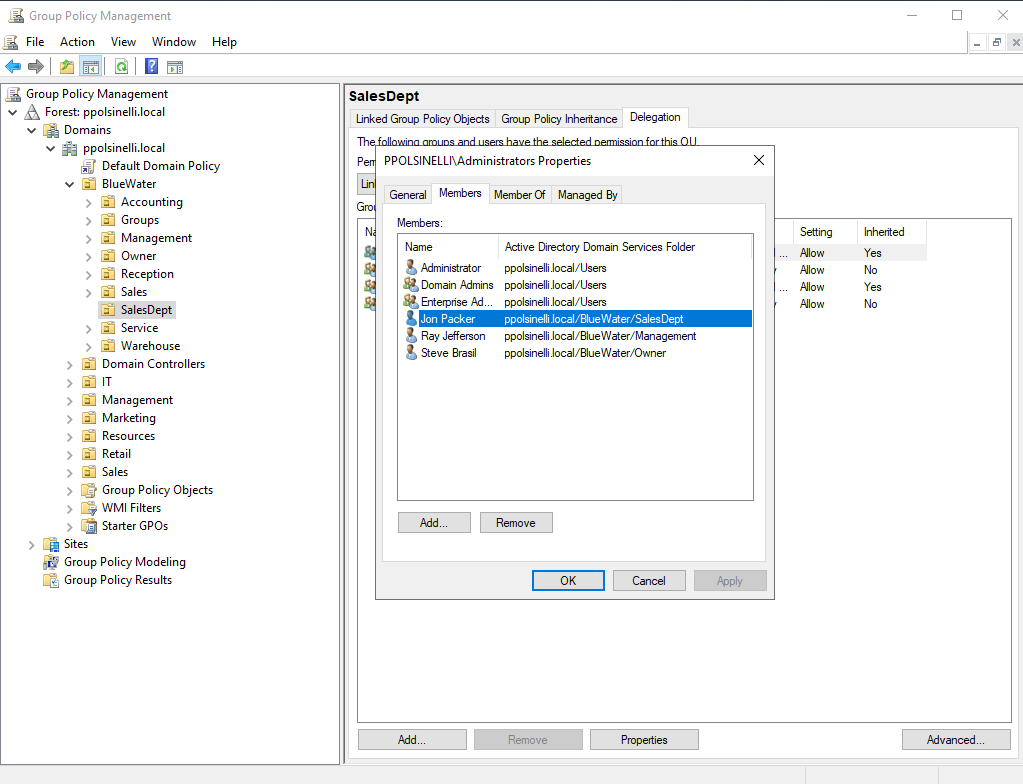 Group Policy Management
File Action View Window Help
Group Policy Management
Forest: ppolsinelli.local
Domains
ppolsinelli.local
Default Domain Policy
BlueWater
Accounting
Groups
Management
Owner
Reception
Sales
SalesDept
Service
Warehouse
Domain Controllers
IT
Management
Marketing
Resources
Retail
Sales
Group Policy Objects
WMI Filters
Starter GPOs
Sites
Group Policy Modeling
Group Policy Results
SalesDept
Linked Group Policy Objects Group Policy Inheritance Delegation
The following groups and users have the selected permission for this OU.
Setting Inherited
... Allow Yes
Allow No
... Allow Yes
Allow No
PPOLSINELLI\Administrators Properties
General Members Member Of Managed By
Members:
Name Active Directory Domain Services Folder
Administrator ppolsinelli.local/Users
Domain Admins ppolsinelli.local/Users
Enterprise Ad... ppolsinelli.local/Users
Jon Packer ppolsinelli.local/BlueWater/SalesDept
Ray Jefferson ppolsinelli.local/BlueWater/Management
Steve Brasil ppolsinelli.local/BlueWater/Owner
Add... Remove
OK Cancel Apply
Add... Remove Properties Advanced...